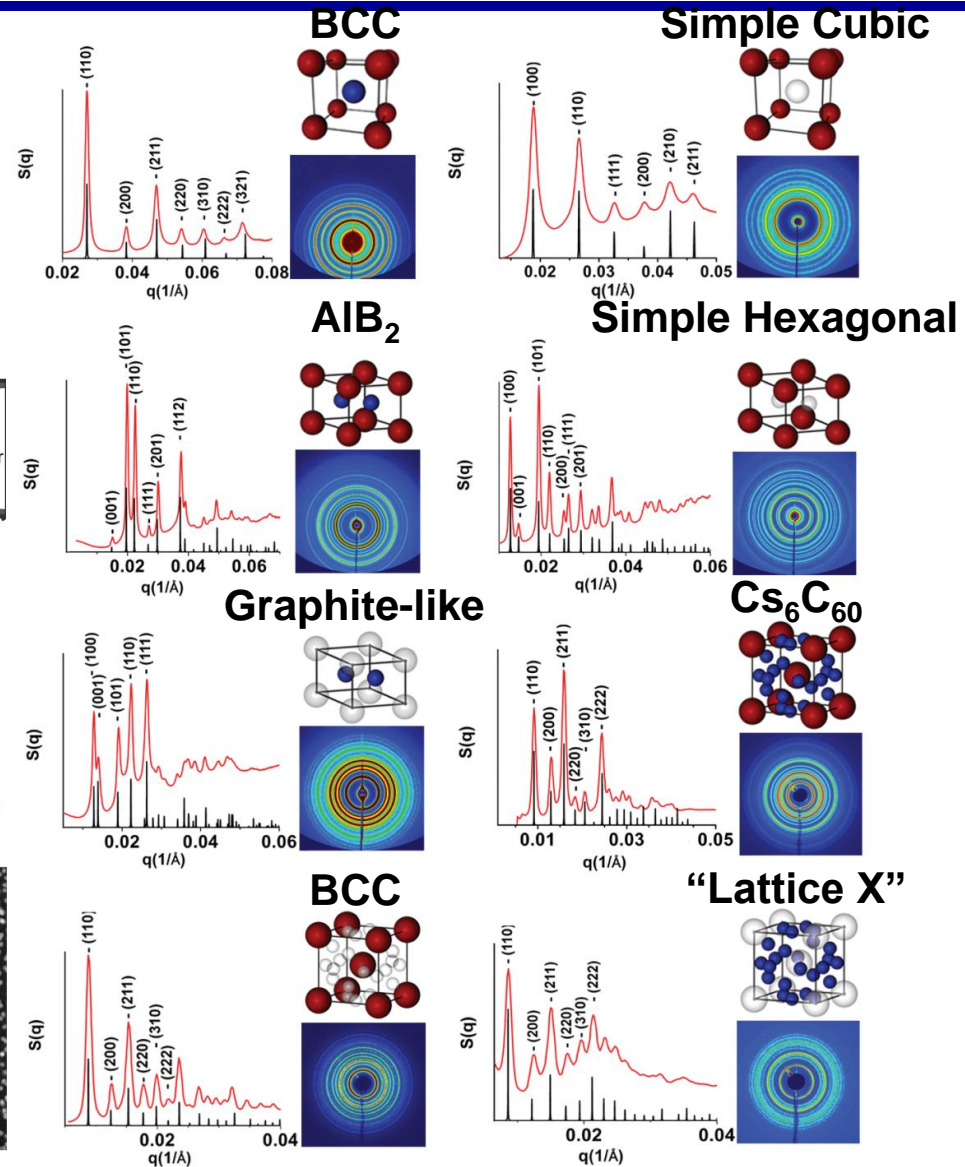 BCC
(110)
(200)
(211)
(220)
(310)
(222)
(321)
S(q)
0.02 0.04 0.06 0.08
q(1/Å)
Simple Cubic
(100)
(110)
(111)
(200)
(210)
(211)
S(q)
0.02 0.03 0.04 0.05
q(1/Å)
AlB2
(001)
(101)
(110)
(111)
(201)
(112)
S(q)
0.02 0.04 0.06
q(1/Å)
Simple Hexagonal
(100)
(001)
(101)
(110)
(200)
(111)
(201)
S(q)
0.02 0.04 0.06
q(1/Å)
Graphite-like
(100)
(001)
(101)
(110)
(111)
S(q)
0.02 0.04 0.06
q(1/Å)
Cs6C60
(110)
(200)
(211)
(220)
(310)
(222)
S(q)
0.01 0.03 0.05
q(1/Å)
BCC
(110)
(200)
(211)
(220)
(310)
(222)
S(q)
0.02 0.04
q(1/Å)
“Lattice X”
(110)
(200)
(211)
(220)
(310)
(222)
S(q)
0.02 0.04
q(1/Å)